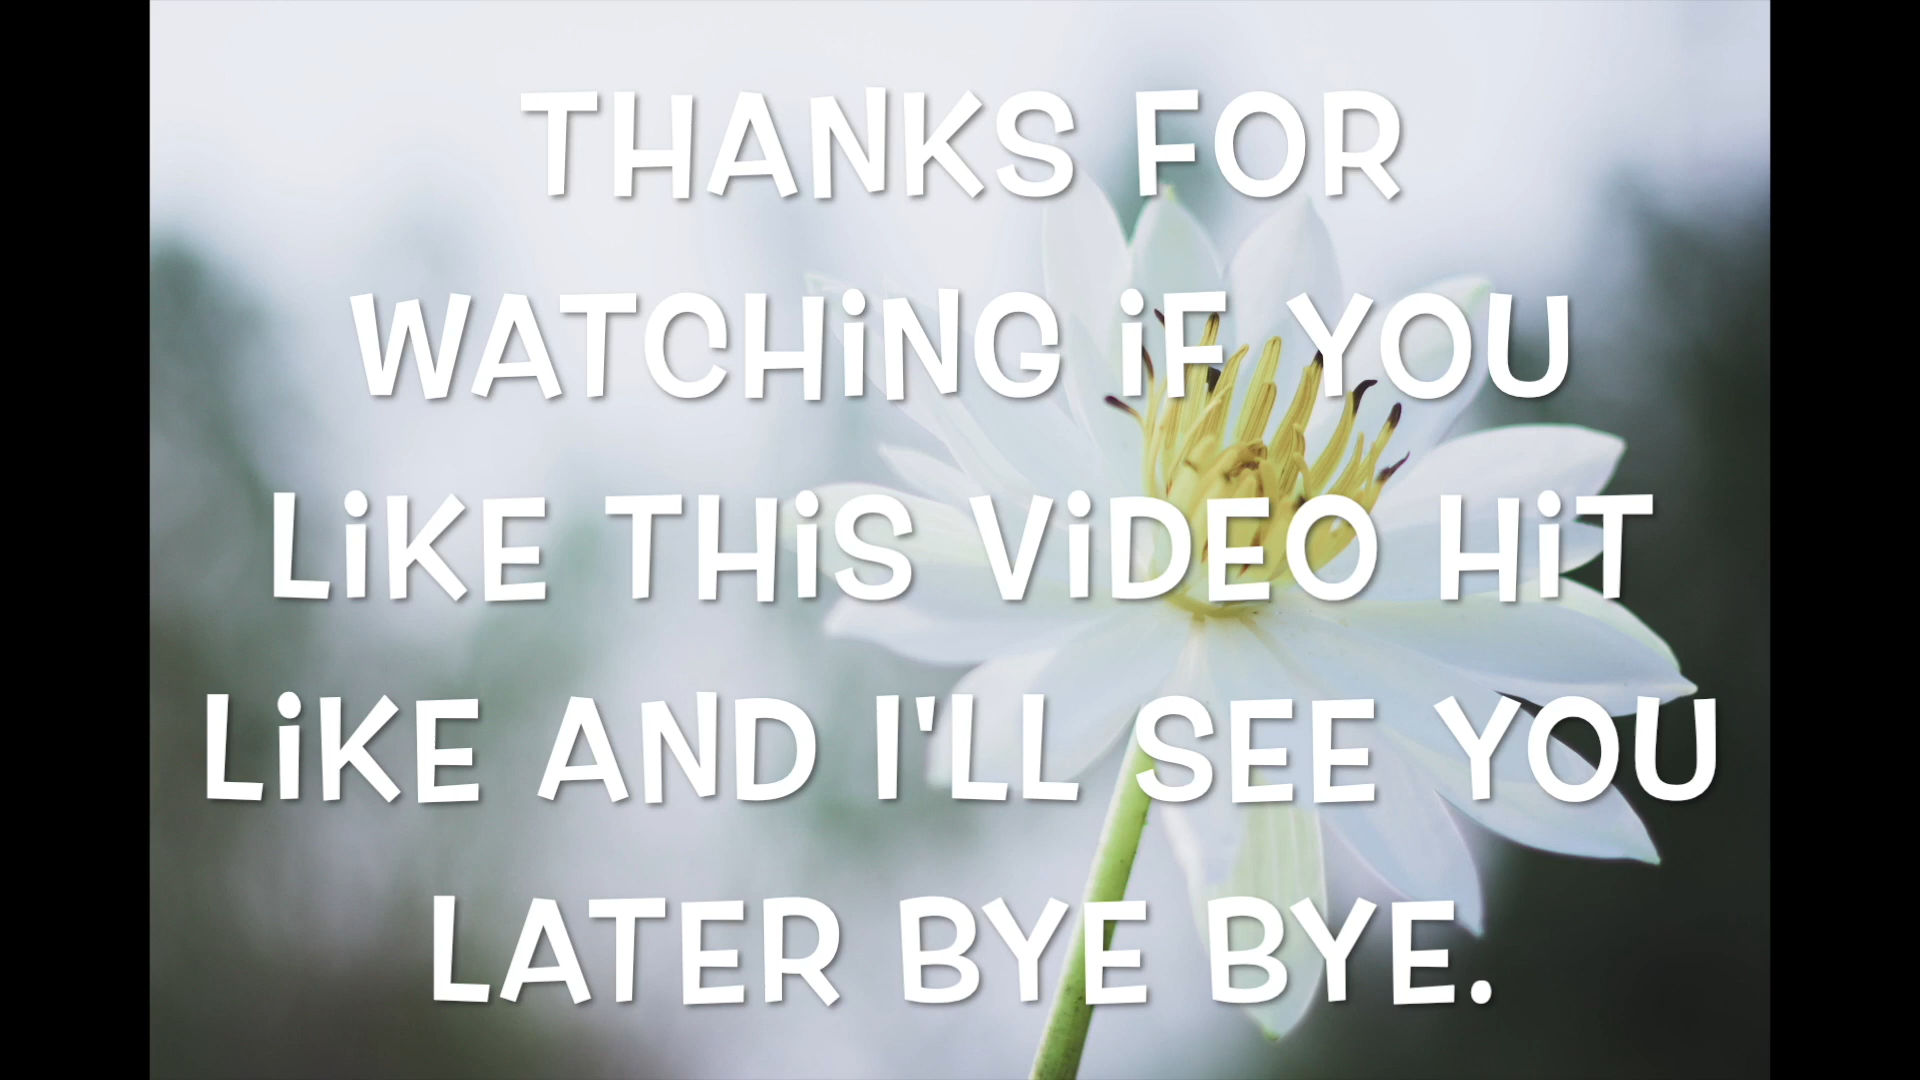 THANKS FOR
WATCHiNG iF YOU
LiKE THiS ViDEO HiT
LiKE AND I'LL SEE YOU
LATER BYE BYE.